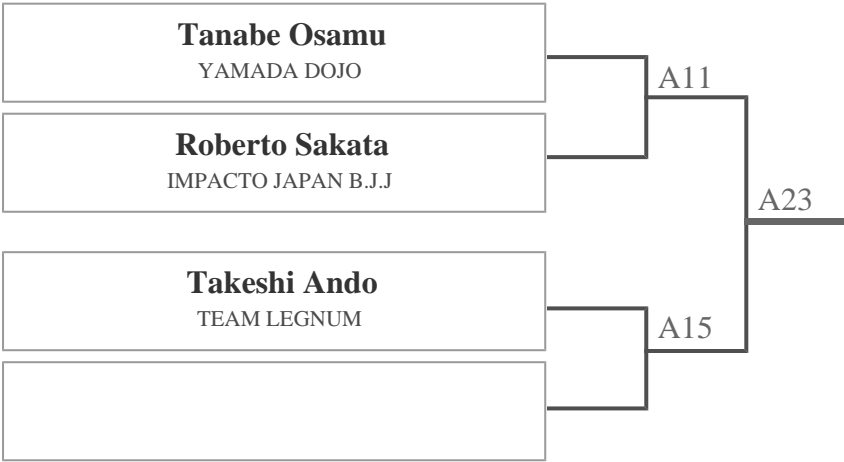 Tanabe Osamu
YAMADA DOJO
A11
Roberto Sakata
IMPACTO JAPAN B.J.J
A23
Takeshi Ando
TEAM LEGNUM
A15